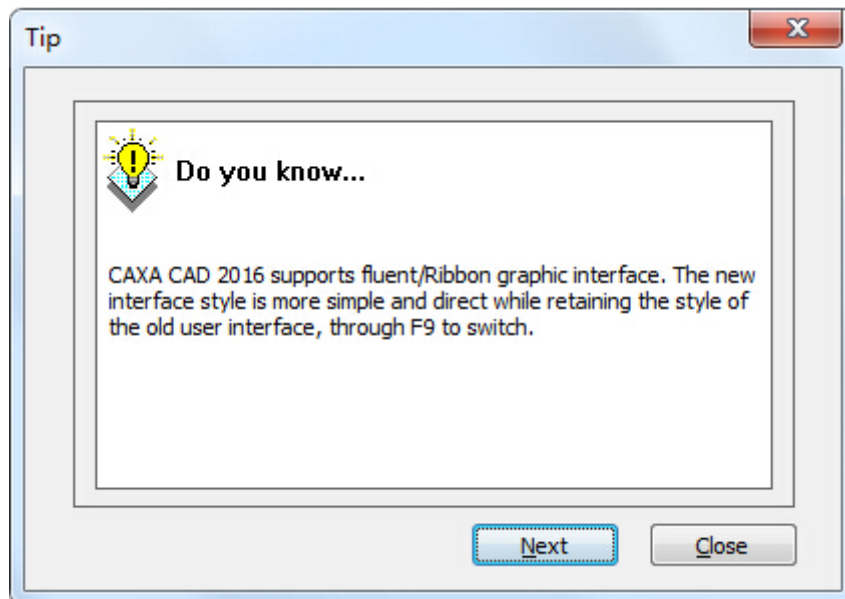 Tip
Do you know...
CAXA CAD 2016 supports fluent/Ribbon graphic interface. The new
interface style is more simple and direct while retaining the style of
the old user interface, through F9 to switch.
Next
Close